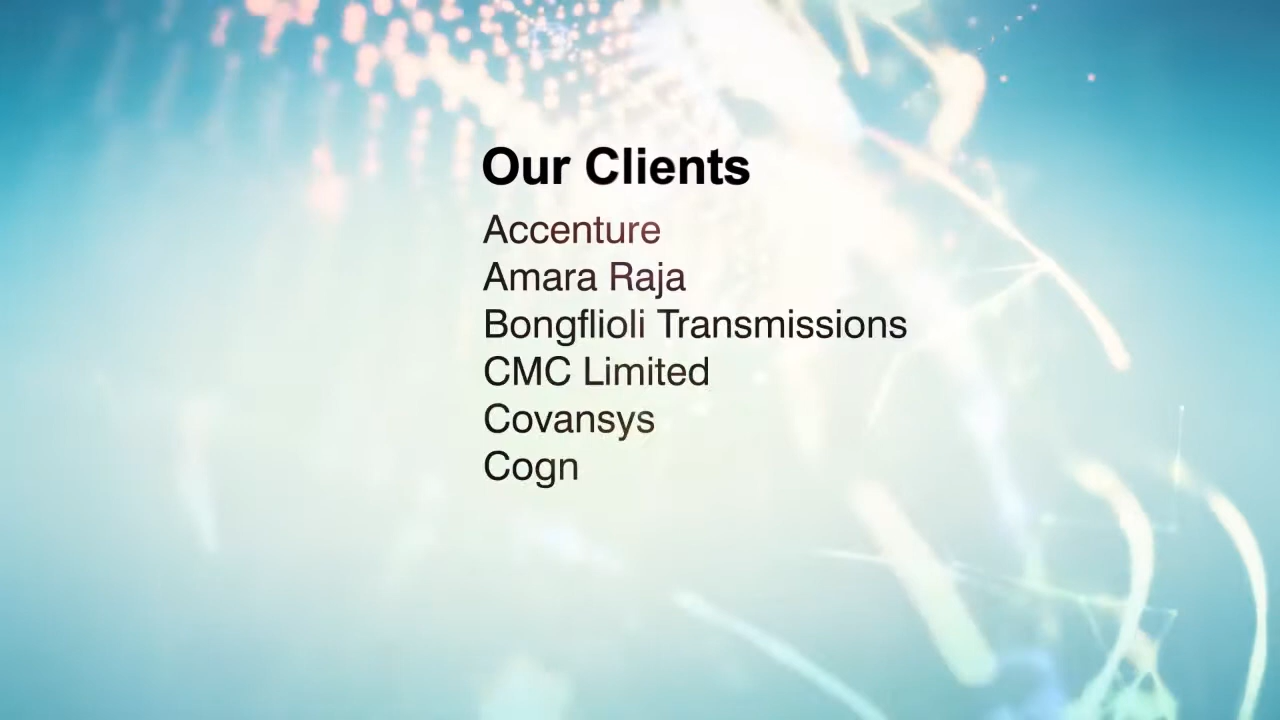 Our Clients
Accenture
Amara Raja
Bongflioli Transmissions
CMC Limited
Covansys
Cogn